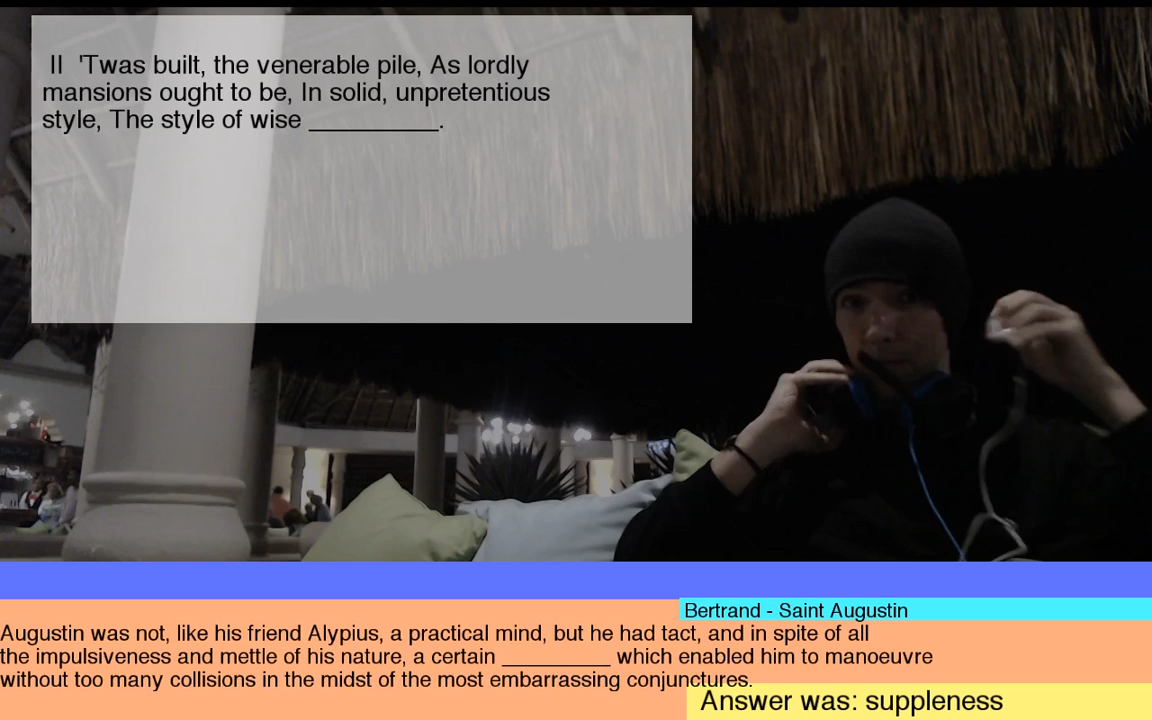 II 'Twas built, the venerable pile, As lordly
mansions ought to be, In solid, unpretentious
style, The style of wise __________.
Bertrand - Saint Augustin
Augustin was not, like his friend Alypius, a practical mind, but he had tact, and in spite of all
the impulsiveness and mettle of his nature, a certain __________ which enabled him to manoeuvre
without too many collisions in the midst of the most embarrassing conjunctures.
Answer was: suppleness